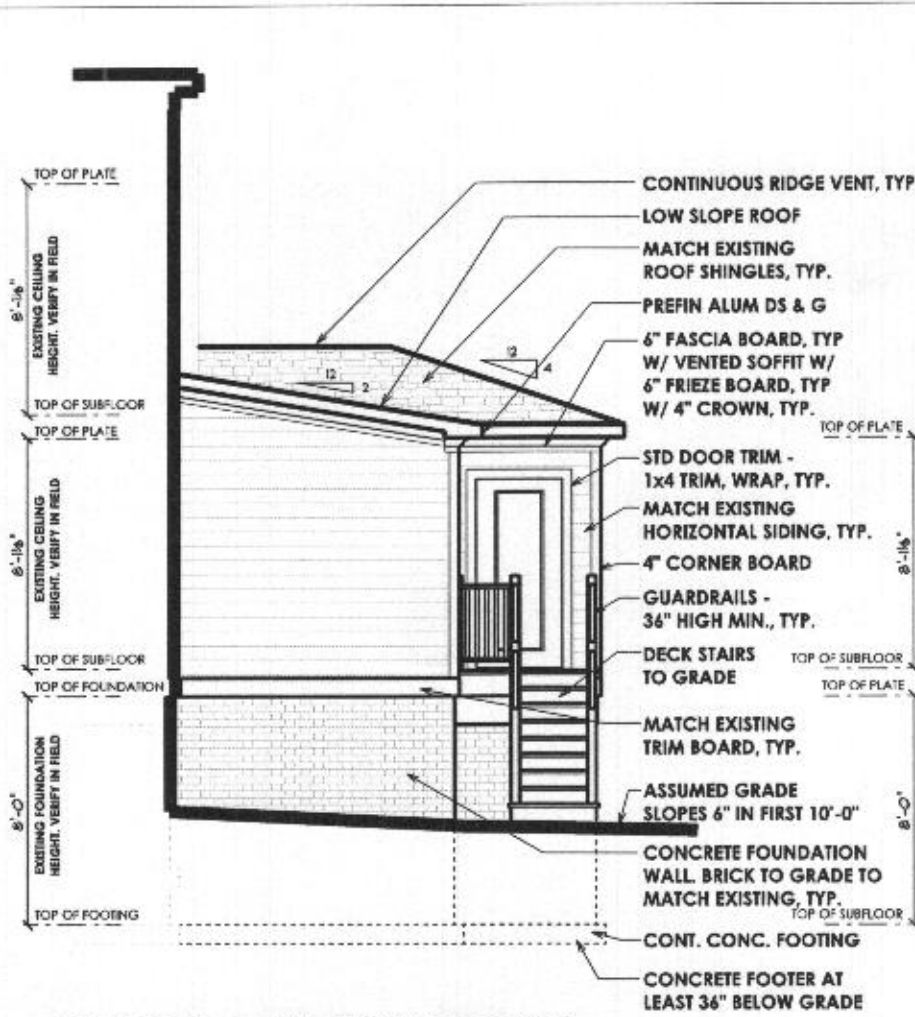 TOP OF PLATE
8'-1⅛"
EXISTING CEILING
HEIGHT. VERIFY IN FIELD
TOP OF SUBFLOOR
TOP OF PLATE
8'-1⅛"
EXISTING CEILING
HEIGHT. VERIFY IN FIELD
TOP OF SUBFLOOR
TOP OF FOUNDATION
8'-0"
EXISTING FOUNDATION
HEIGHT. VERIFY IN FIELD
TOP OF FOOTING
12
4
12
2
CONTINUOUS RIDGE VENT, TYP
LOW SLOPE ROOF
MATCH EXISTING
ROOF SHINGLES, TYP.
PREFIN ALUM DS & G
6" FASCIA BOARD, TYP
W/ VENTED SOFFIT W/
6" FRIEZE BOARD, TYP
W/ 4" CROWN, TYP.
STD DOOR TRIM -
1x4 TRIM, WRAP, TYP.
MATCH EXISTING
HORIZONTAL SIDING, TYP.
4" CORNER BOARD
GUARDRAILS -
36" HIGH MIN., TYP.
DECK STAIRS
TO GRADE
MATCH EXISTING
TRIM BOARD, TYP.
ASSUMED GRADE
SLOPES 6" IN FIRST 10'-0"
CONCRETE FOUNDATION
WALL. BRICK TO GRADE TO
MATCH EXISTING, TYP.
CONT. CONC. FOOTING
CONCRETE FOOTER AT
LEAST 36" BELOW GRADE
TOP OF PLATE
8'-1⅛"
TOP OF SUBFLOOR
TOP OF PLATE
8'-0"
TOP OF SUBFLOOR